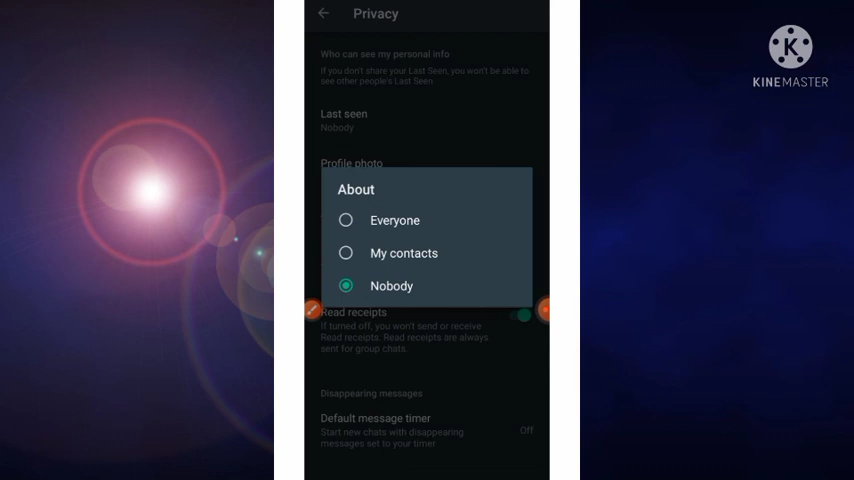 Privacy
Who can see my personal info
If you don't share your Last Seen, you won't be able to
see other people's Last Seen
Last seen
Nobody
Profile photo
About
Everyone
My contacts
Nobody
Read receipts
If turned off, you won't send or receive
Read receipts. Read receipts are always
sent for group chats.
Disappearing messages
Default message timer
Start new chats with disappearing
messages set to your timer
Off
K
KINEMASTER